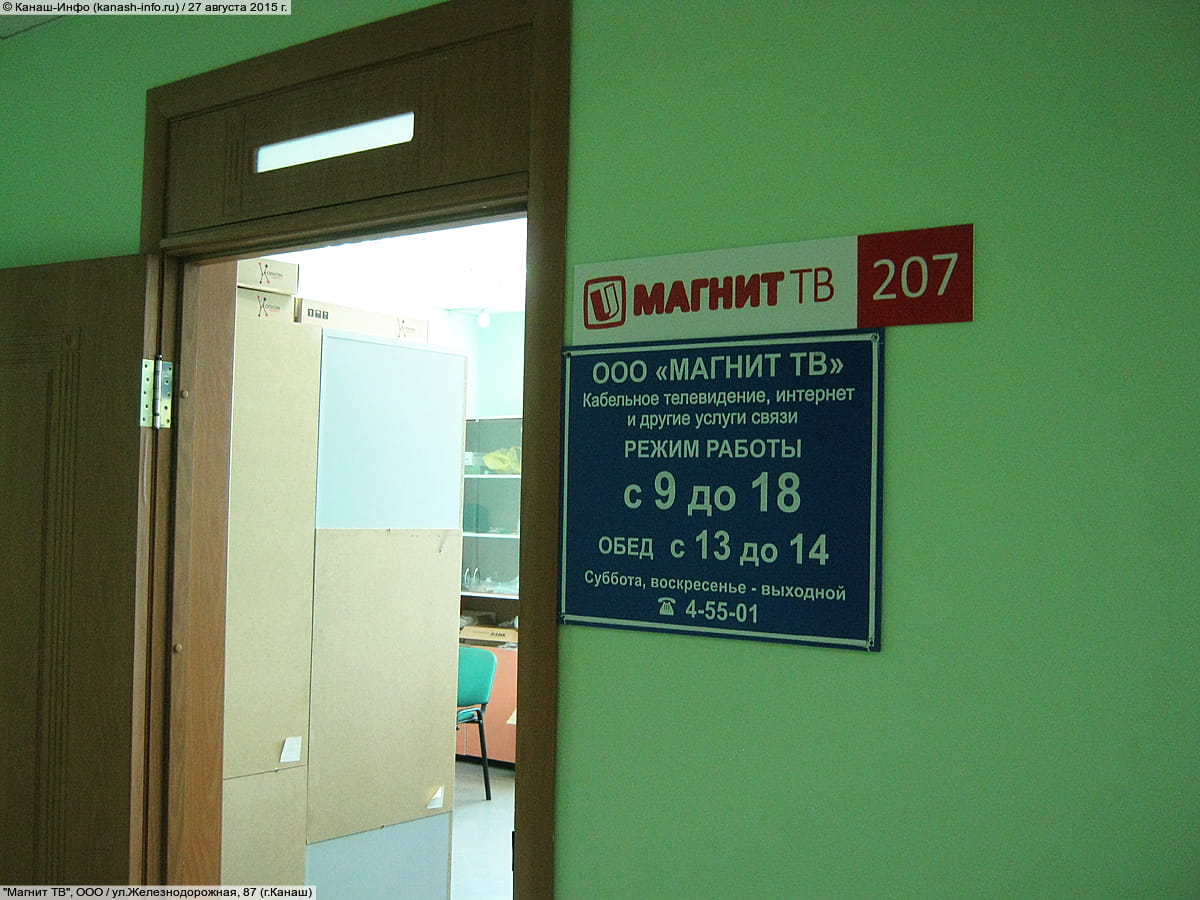 © Канаш-Инфо (kanash-info.ru) / 27 августа 2015 г.
МАГНИТ ТВ 207
ООО «МАГНИТ ТВ»
Кабельное телевидение, интернет
и другие услуги связи
РЕЖИМ РАБОТЫ
с 9 до 18
ОБЕД с 13 до 14
Суббота, воскресенье - выходной
☎ 4-55-01
"Магнит ТВ", ООО / ул.Железнодорожная, 87 (г.Канаш)